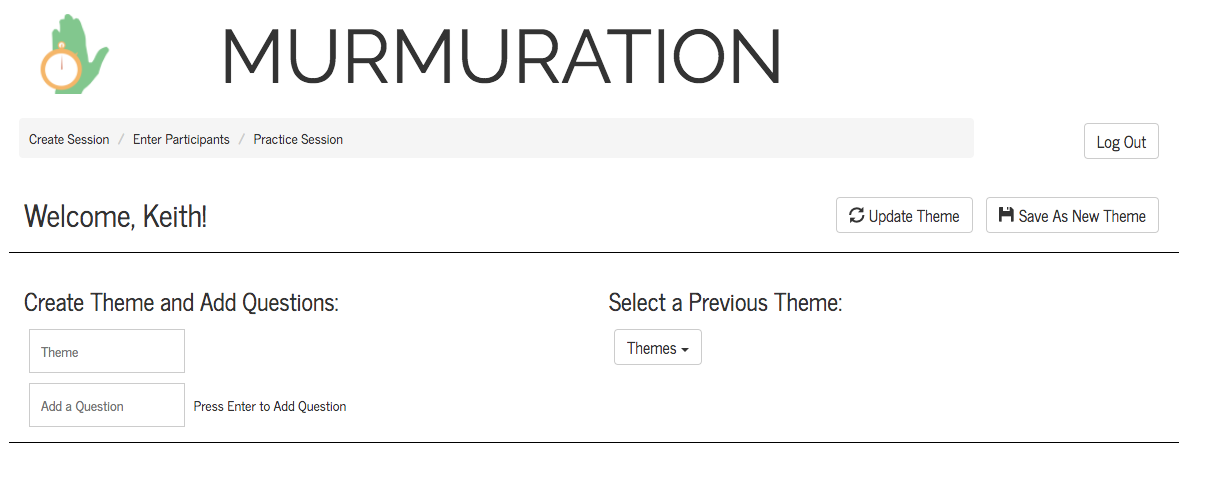 MURMURATION
Create Session / Enter Participants / Practice Session
Log Out
Welcome, Keith!
Update Theme
Save As New Theme
Create Theme and Add Questions:
Theme
Add a Question
Press Enter to Add Question
Select a Previous Theme:
Themes